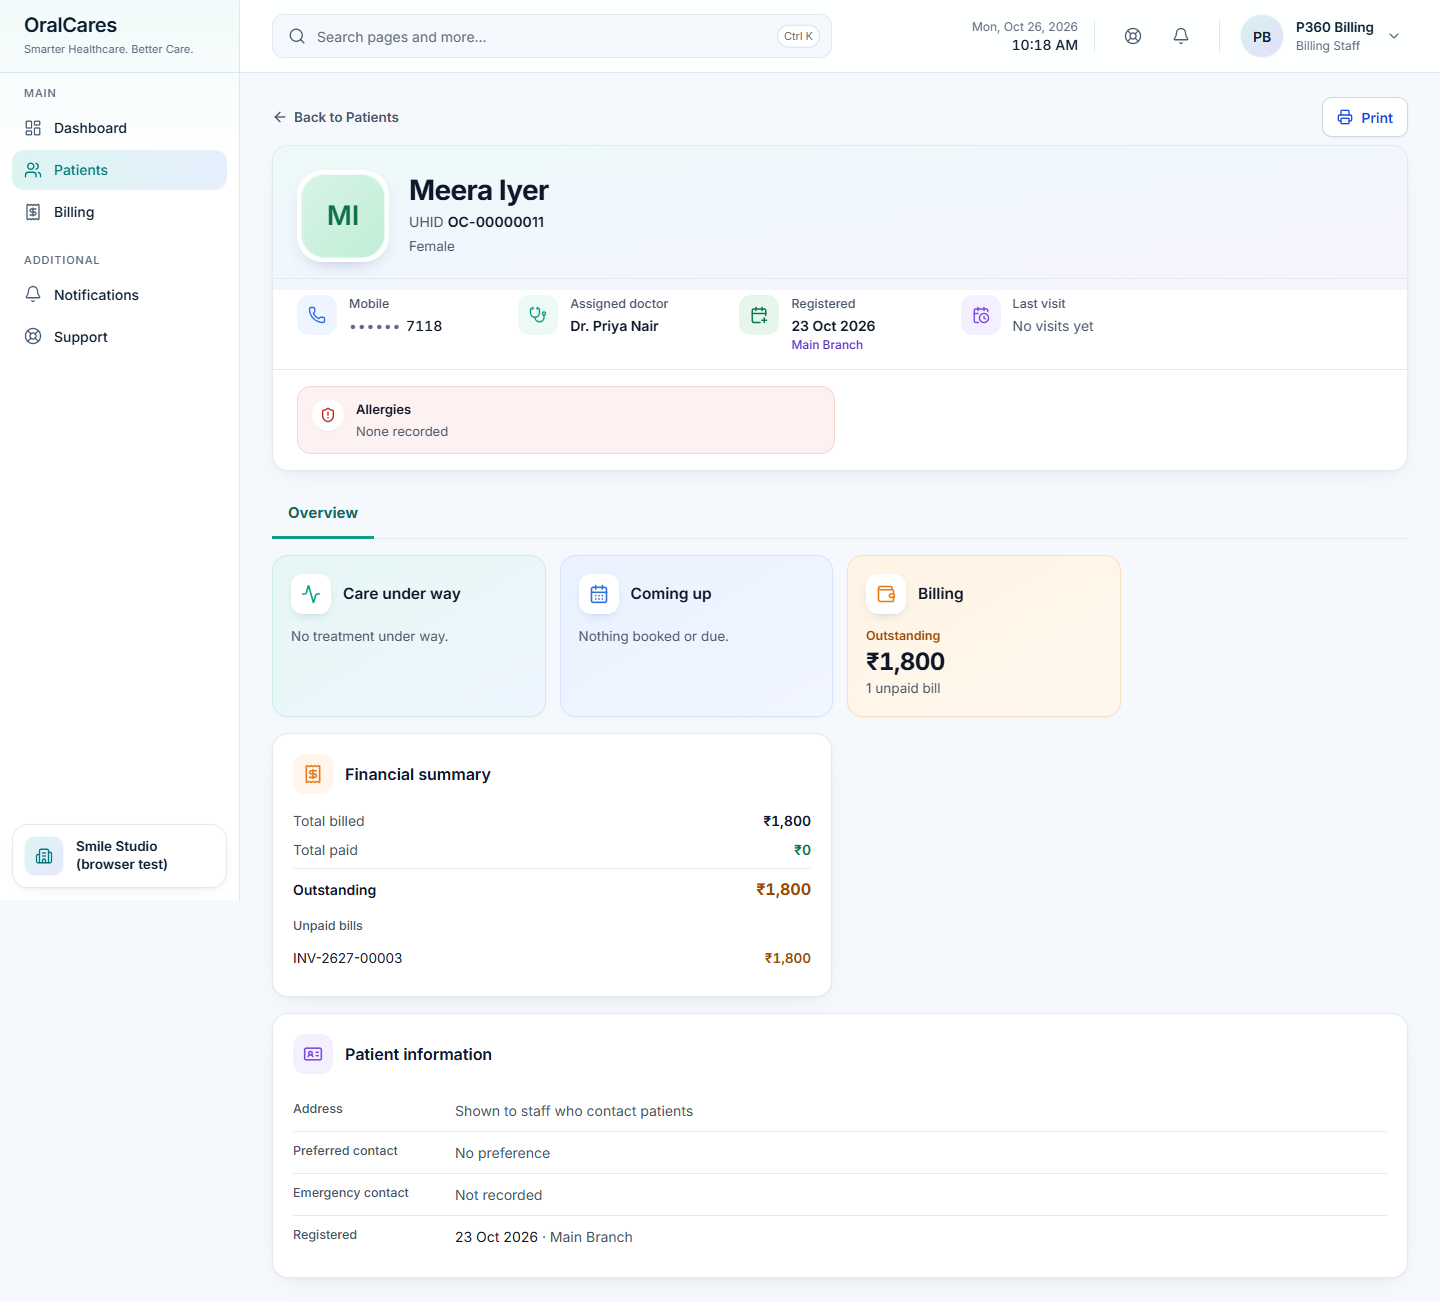 OralCares
Smarter Healthcare. Better Care.
Search pages and more...
Ctrl K
Mon, Oct 26, 2026
10:18 AM
PB
P360 Billing
Billing Staff
MAIN
Dashboard
Patients
Billing
ADDITIONAL
Notifications
Support
Smile Studio
(browser test)
Back to Patients
Print
MI
Meera Iyer
UHID OC-00000011
Female
Mobile
•••••• 7118
Assigned doctor
Dr. Priya Nair
Registered
23 Oct 2026
Main Branch
Last visit
No visits yet
Allergies
None recorded
Overview
Care under way
No treatment under way.
Coming up
Nothing booked or due.
Billing
Outstanding
₹1,800
1 unpaid bill
Financial summary
Total billed ₹1,800
Total paid ₹0
Outstanding ₹1,800
Unpaid bills
INV-2627-00003 ₹1,800
Patient information
Address Shown to staff who contact patients
Preferred contact No preference
Emergency contact Not recorded
Registered 23 Oct 2026 · Main Branch